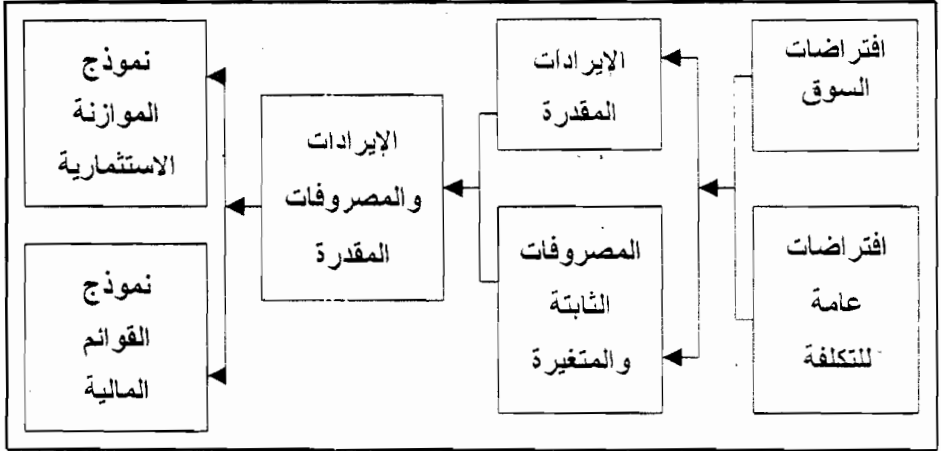 افتراضات
السوق
افتراضات
عامة
للتكلفة
الإيرادات
المقدرة
المصروفات
الثابتة
والمتغيرة
الإيرادات
والمصروفات
المقدرة
نموذج
الموازنة
الاستثمارية
نموذج
القوائم
المالية